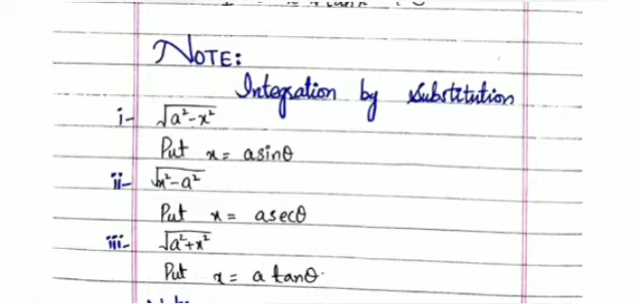 NOTE:
Integration by Substitution
i- √a²-x²
Put x = asinθ
ii- √x²-a²
Put x = asecθ
iii- √a²+x²
Put x = a tanθ.